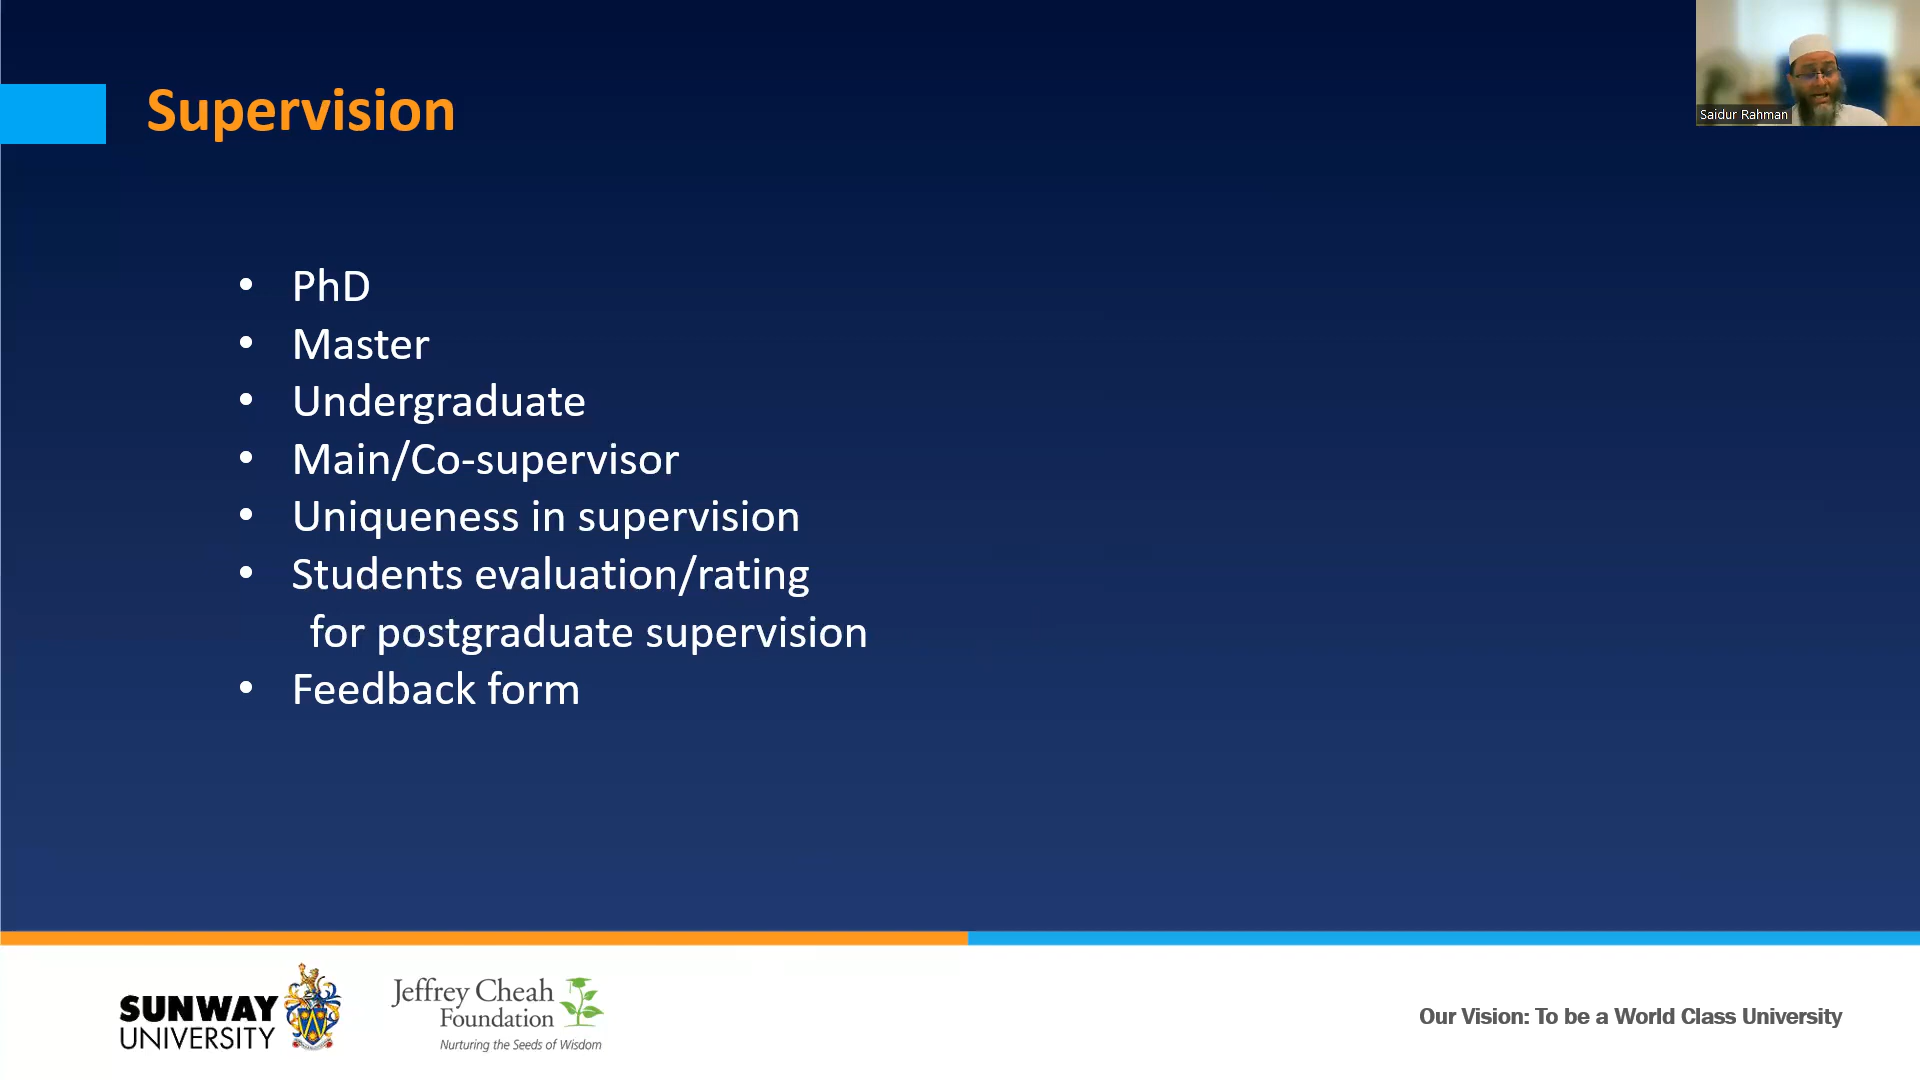 Supervision
Saidur Rahman
• PhD
• Master
• Undergraduate
• Main/Co-supervisor
• Uniqueness in supervision
• Students evaluation/rating
for postgraduate supervision
• Feedback form
SUNWAY
UNIVERSITY
Jeffrey Cheah
Foundation
Nurturing the Seeds of Wisdom
Our Vision: To be a World Class University